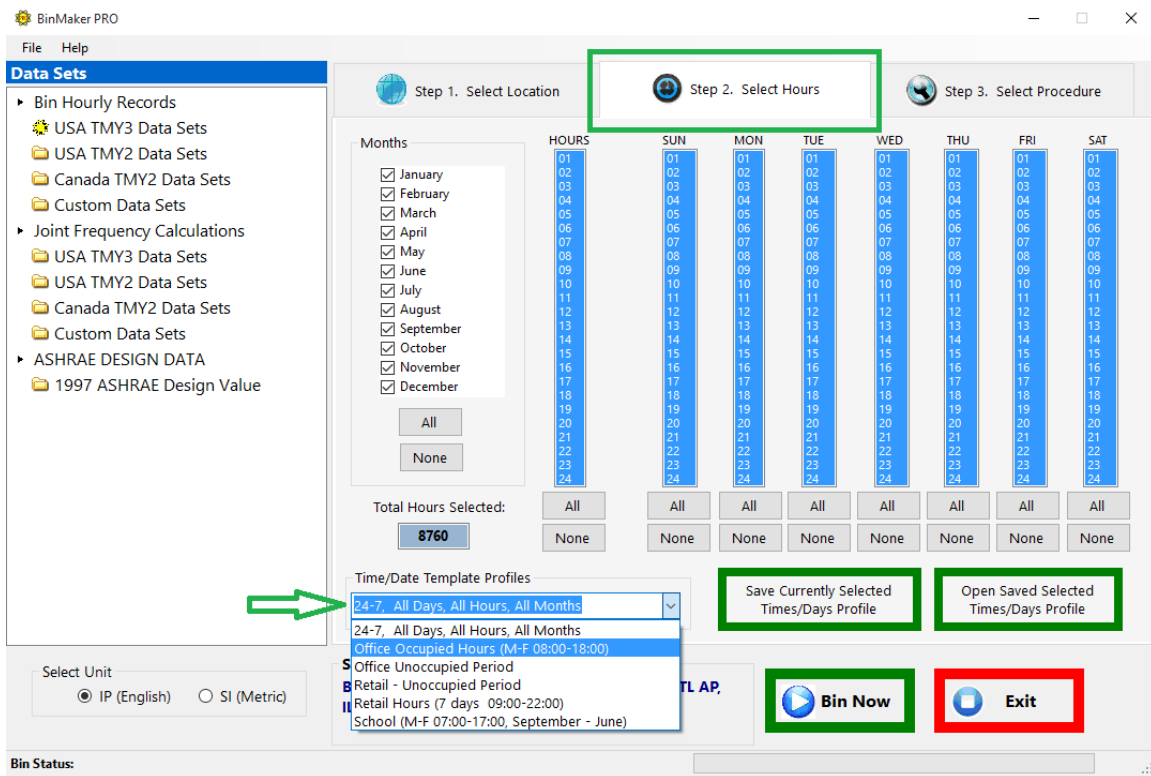 BinMaker PRO
File Help
Data Sets
Bin Hourly Records
USA TMY3 Data Sets
USA TMY2 Data Sets
Canada TMY2 Data Sets
Custom Data Sets
Joint Frequency Calculations
USA TMY3 Data Sets
USA TMY2 Data Sets
Canada TMY2 Data Sets
Custom Data Sets
ASHRAE DESIGN DATA
1997 ASHRAE Design Value
Step 1. Select Location
Step 2. Select Hours
Step 3. Select Procedure
Months
January
February
March
April
May
June
July
August
September
October
November
December
All
None
Total Hours Selected:
8760
HOURS SUN MON TUE WED THU FRI SAT
01 01 01 01 01 01 01 01
02 02 02 02 02 02 02 02
03 03 03 03 03 03 03 03
04 04 04 04 04 04 04 04
05 05 05 05 05 05 05 05
06 06 06 06 06 06 06 06
07 07 07 07 07 07 07 07
08 08 08 08 08 08 08 08
09 09 09 09 09 09 09 09
10 10 10 10 10 10 10 10
11 11 11 11 11 11 11 11
12 12 12 12 12 12 12 12
13 13 13 13 13 13 13 13
14 14 14 14 14 14 14 14
15 15 15 15 15 15 15 15
16 16 16 16 16 16 16 16
17 17 17 17 17 17 17 17
18 18 18 18 18 18 18 18
19 19 19 19 19 19 19 19
20 20 20 20 20 20 20 20
21 21 21 21 21 21 21 21
22 22 22 22 22 22 22 22
23 23 23 23 23 23 23 23
24 24 24 24 24 24 24 24
All All All All All All All All
None None None None None None None None
Time/Date Template Profiles
24-7, All Days, All Hours, All Months
24-7, All Days, All Hours, All Months
Office Occupied Hours (M-F 08:00-18:00)
Office Unoccupied Period
Retail - Unoccupied Period
Retail Hours (7 days 09:00-22:00)
School (M-F 07:00-17:00, September - June)
Save Currently Selected
Times/Days Profile
Open Saved Selected
Times/Days Profile
Select Unit
IP (English) SI (Metric)
TL AP,
Bin Now
Exit
Bin Status: